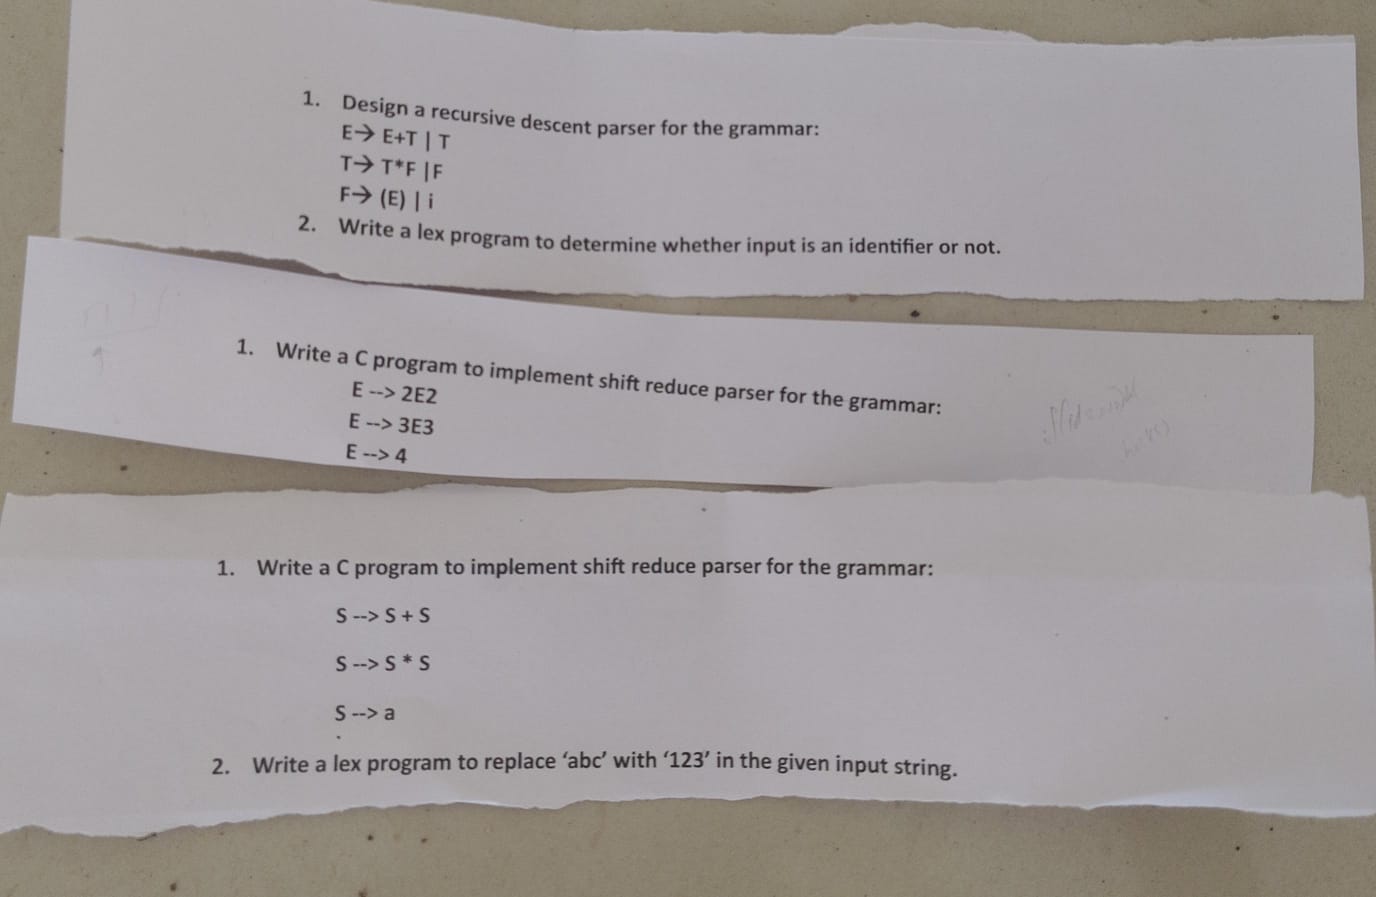 1. Design a recursive descent parser for the grammar:
E→ E+T | T
T→ T*F |F
F→ (E) | i
2. Write a lex program to determine whether input is an identifier or not.
1. Write a C program to implement shift reduce parser for the grammar:
E --> 2E2
E --> 3E3
E --> 4
1. Write a C program to implement shift reduce parser for the grammar:
S --> S + S
S --> S * S
S --> a
2. Write a lex program to replace ‘abc’ with ‘123’ in the given input string.